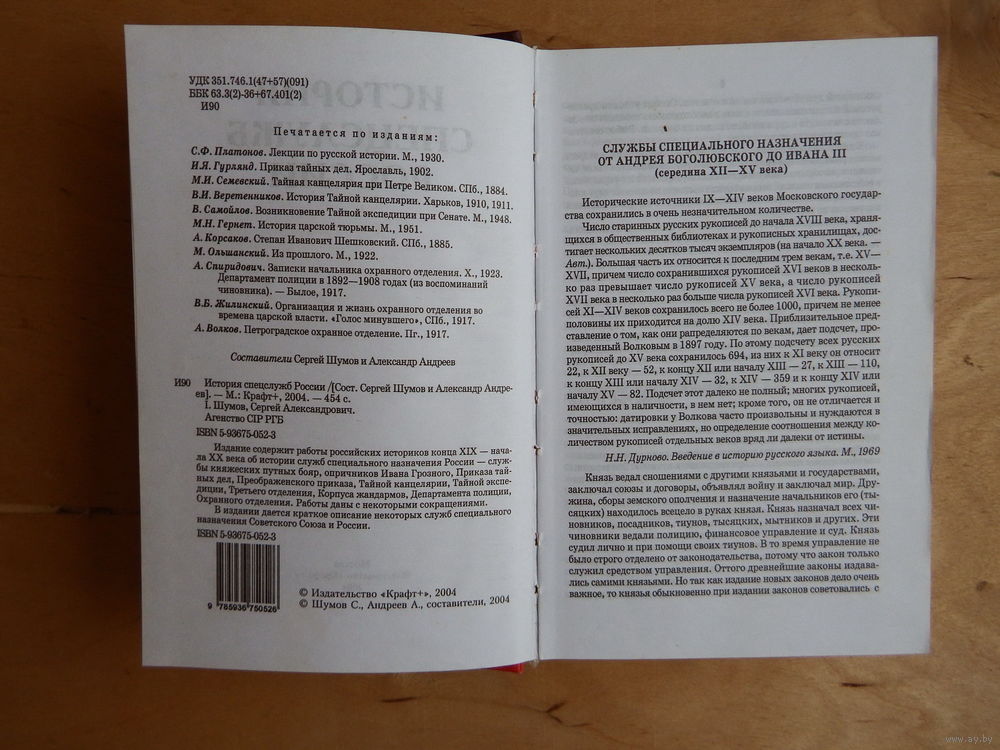 УДК 351.746.1(47+57)(091)
ББК 63.3(2)-36+67.401(2)
И90
Печатается по изданиям:
С.Ф. Платонов. Лекции по русской истории. М., 1930.
И.Я. Гурлянд. Приказ тайных дел. Ярославль, 1902.
М.И. Семевский. Тайная канцелярия при Петре Великом. СПб., 1884.
В.И. Веретенников. История Тайной канцелярии. Харьков, 1910, 1911.
В. Самойлов. Возникновение Тайной экспедиции при Сенате. М., 1948.
М.Н. Гернет. История царской тюрьмы. М., 1951.
А. Корсаков. Степан Иванович Шешковский. СПб., 1885.
М. Ольшанский. Из прошлого. М., 1922.
А. Спиридович. Записки начальника охранного отделения. Х., 1923.
Департамент полиции в 1892—1908 годах (из воспоминаний
чиновника). — Былое, 1917.
В.Б. Жилинский. Организация и жизнь охранного отделения во
времена царской власти. «Голос минувшего», СПб., 1917.
А. Волков. Петроградское охранное отделение. Пг., 1917.
Составители Сергей Шумов и Александр Андреев
И90 История спецслужб России /[Сост. Сергей Шумов и Александр Андре-
ев]. — М.: Крафт+, 2004. — 454 с.
I. Шумов, Сергей Александрович.
Агенство CIP РГБ
ISBN 5-93675-052-3
Издание содержит работы российских историков конца XIX — нача-
ла XX века об истории служб специального назначения России — служ-
бы княжеских путных бояр, опричников Ивана Грозного, Приказа тай-
ных дел, Преображенского приказа, Тайной канцелярии, Тайной экспе-
диции, Третьего отделения, Корпуса жандармов, Департамента полиции,
Охранного отделения. Работы даны с некоторыми сокращениями.
В издании дается краткое описание некоторых служб специального
назначения Советского Союза и России.
ISBN 5-93675-052-3
9 785936 750526
© Издательство «Крафт+», 2004
© Шумов С., Андреев А., составители, 2004
СЛУЖБЫ СПЕЦИАЛЬНОГО НАЗНАЧЕНИЯ
ОТ АНДРЕЯ БОГОЛЮБСКОГО ДО ИВАНА III
(середина XII—XV века)
Исторические источники IX—XIV веков Московского государ-
ства сохранились в очень незначительном количестве.
Число старинных русских рукописей до начала XVIII века, храня-
щихся в общественных библиотеках и рукописных хранилищах, дос-
тигает нескольких десятков тысяч экземпляров (на начало XX века. —
Авт.). Большая часть их относится к последним трем векам, т.е. XV—
XVII, причем число сохранившихся рукописей XVI веков в несколь-
ко раз превышает число рукописей XV века, а число рукописей
XVII века в несколько раз больше числа рукописей XVI века. Рукопи-
сей XI—XIV веков сохранилось всего не более 1000, причем не менее
половины их приходится на долю XIV века. Приблизительное пред-
ставление о том, как они рапределяются по векам, дает подсчет, про-
изведенный Волковым в 1897 году. По этому подсчету всех русских
рукописей до XV века сохранилось 694, из них к XI веку он относит
22, к XII веку — 52, к концу XII или началу XIII — 27, к XIII — 110,
к концу XIII или началу XIV — 32, к XIV — 359 и к концу XIV или
началу XV — 82. Подсчет этот далеко не полный; многих рукописей,
имеющихся в наличности, в нем нет; кроме того, он не отличается и
точностью: датировки у Волкова часто произвольны и нуждаются в
значительных исправлениях, но определение соотношения между ко-
личеством рукописей отдельных веков вряд ли далеки от истины.
Н.Н. Дурново. Введение в историю русского языка. М., 1969
Князь ведал сношениями с другими князьями и государствами,
заключал союзы и договоры, объявлял войну и заключал мир. Дру-
жина, сборы земского ополчения и назначение начальников его (ты-
сяцких) находилось всецело в руках князя. Князь назначал всех чи-
новников, посадников, тиунов, тысяцких, мытников и других. Эти
чиновники ведали полицию, финансовое управление и суд. Князь
судил лично и при помощи своих тиунов. В то время управление не
было строго отделено от законодательства, потому что закон только
служил средством управления. Оттого древнейшие законы издава-
лись самими князьями. Но так как издание новых законов дело очень
важное, то князья обыкновенно при издании законов советовались с
www.ay.by